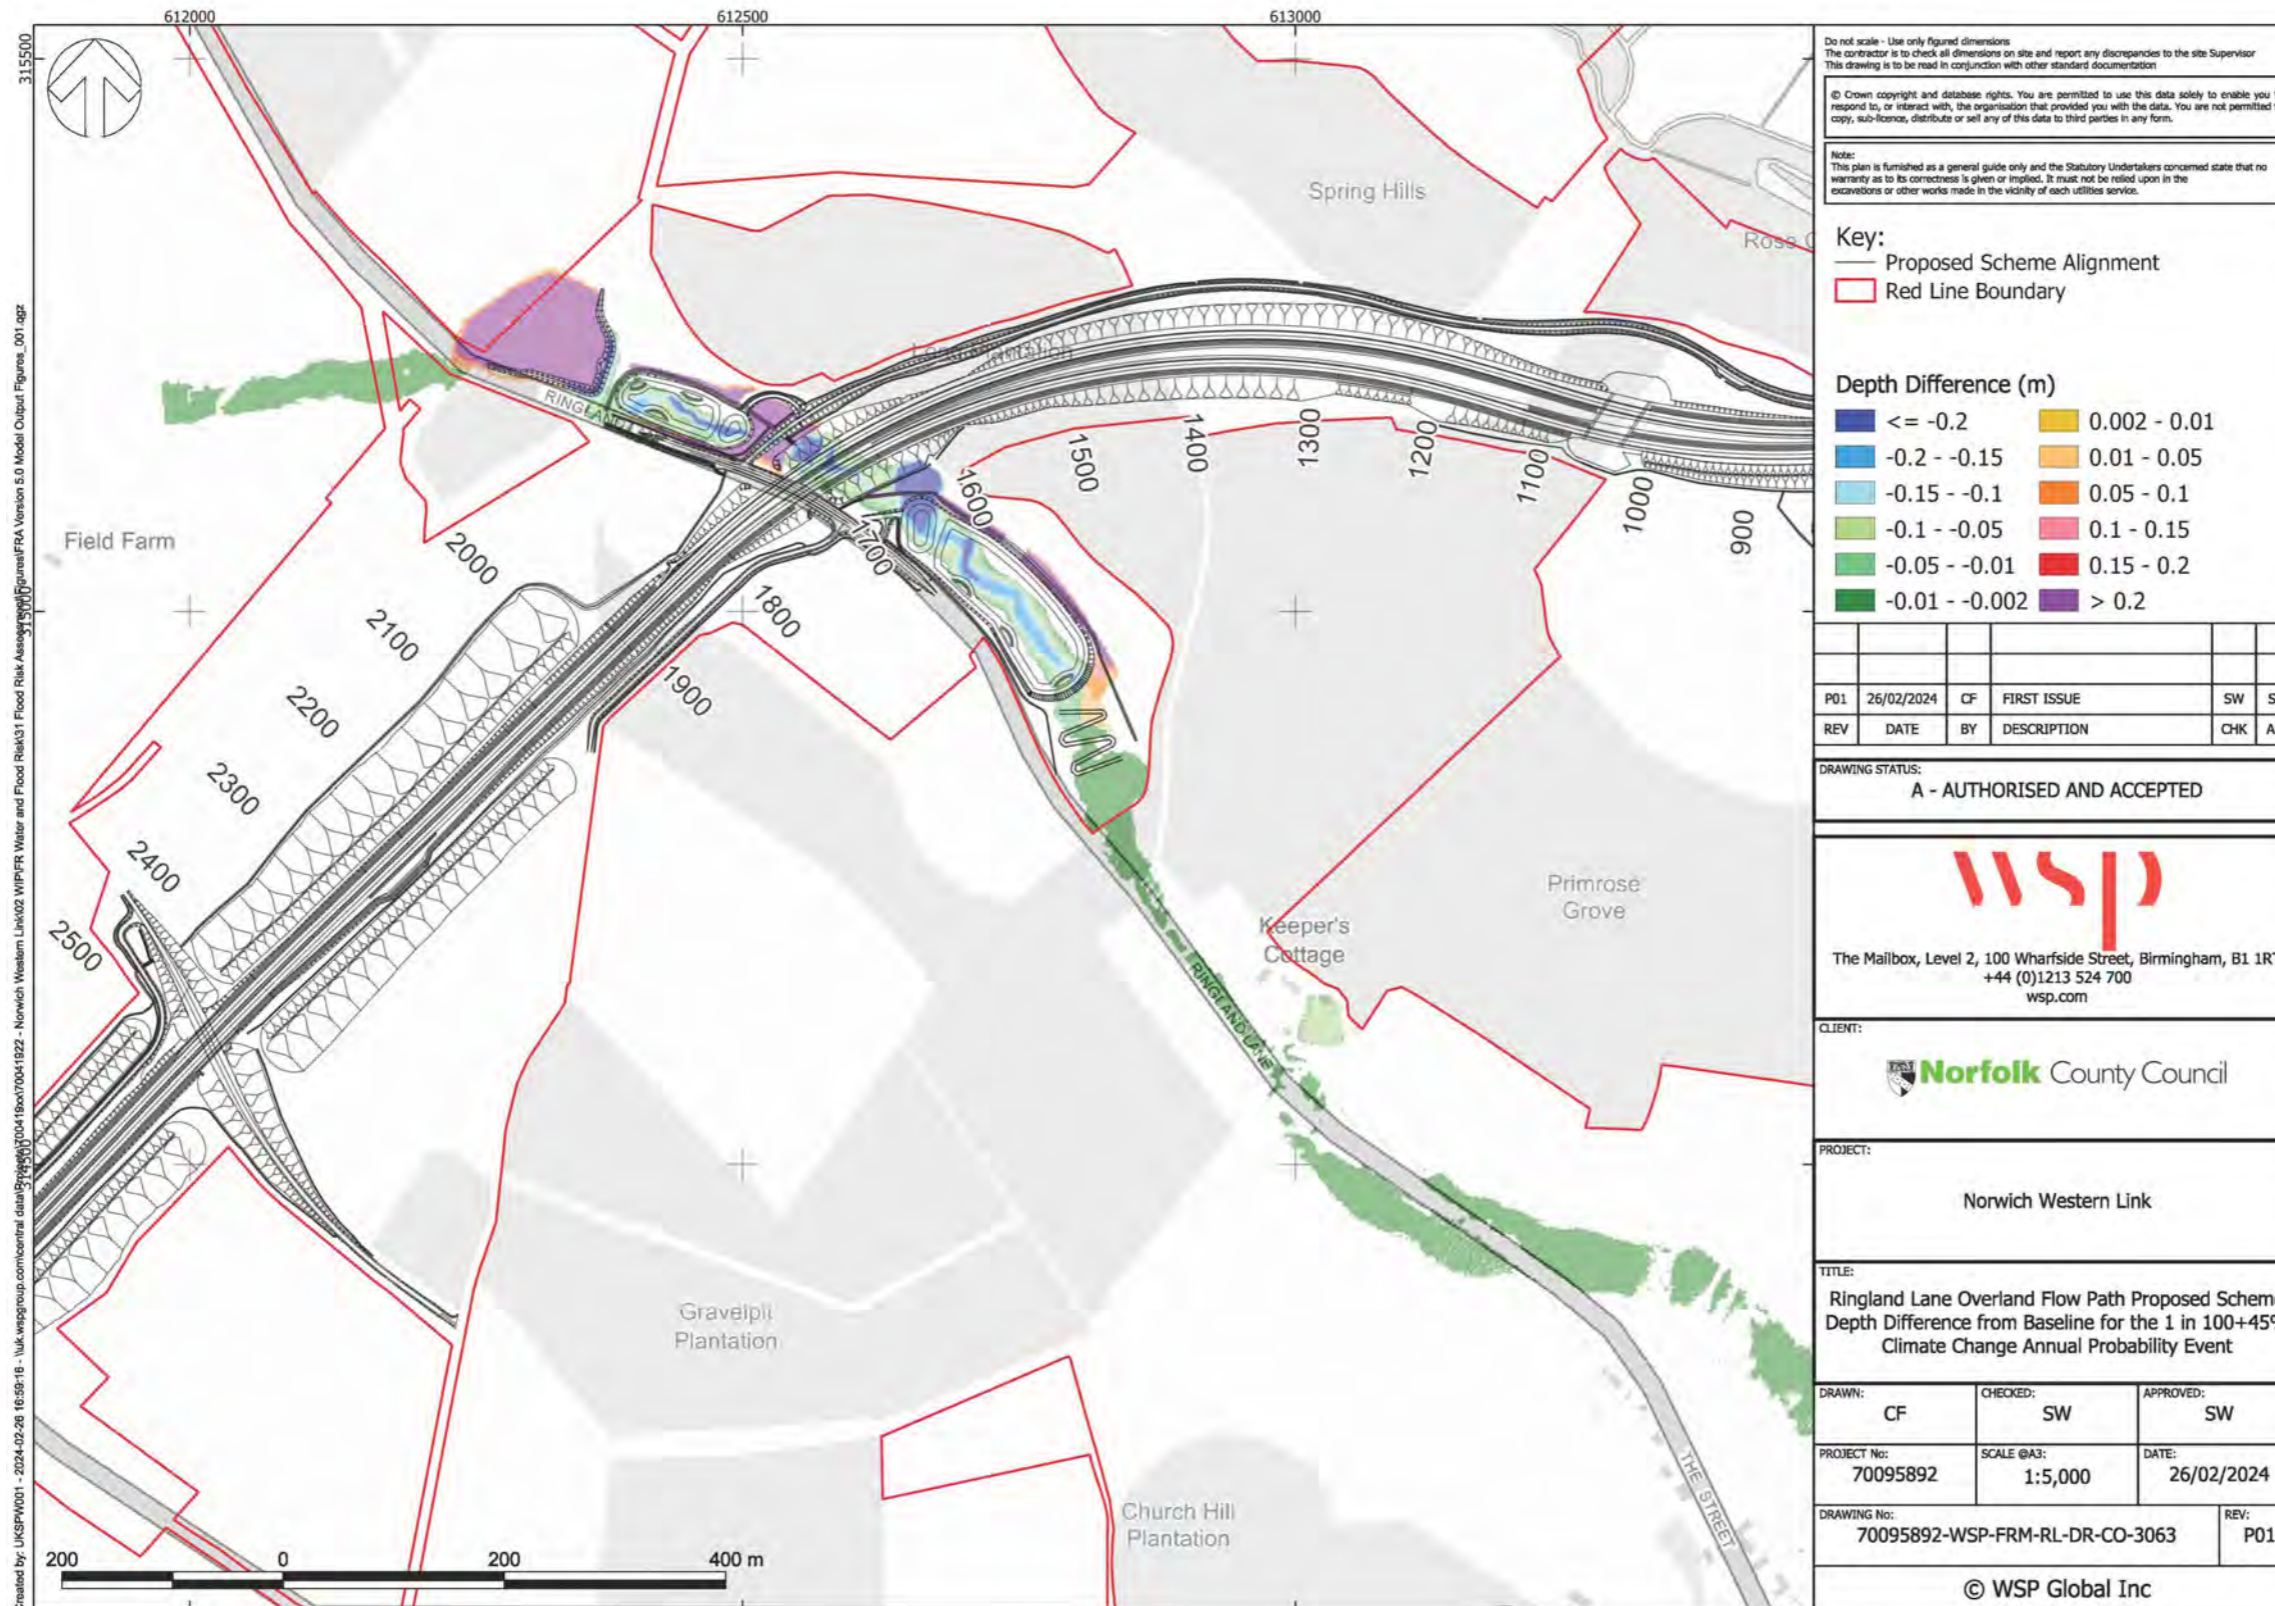 612000
612500
613000
315500
315000
314500
Spring Hills
Field Farm
RINGLAND
2000
2100
2200
2300
2400
2500
1900
1800
1700
1600
1500
1400
1300
1200
1100
1000
900
Primrose
Grove
Keeper's
Cottage
RINGLAND LANE
Gravelpit
Plantation
Church Hill
Plantation
THE STREET
200
0
200
400 m
Do not scale - Use only figured dimensions
The contractor is to check all dimensions on site and report any discrepancies to the site Supervisor
This drawing is to be read in conjunction with other standard documentation
© Crown copyright and database rights. You are permitted to use this data solely to enable you
respond to, or interact with, the organisation that provided you with the data. You are not permitted
copy, sub-licence, distribute or sell any of this data to third parties in any form.
Note:
This plan is furnished as a general guide only and the Statutory Undertakers concerned state that no
warranty as to its correctness is given or implied. It must not be relied upon in the
excavations or other works made in the vicinity of each utilities service.
Key:
Proposed Scheme Alignment
Red Line Boundary
Depth Difference (m)
<= -0.2
0.002 - 0.01
-0.2 - -0.15
0.01 - 0.05
-0.15 - -0.1
0.05 - 0.1
-0.1 - -0.05
0.1 - 0.15
-0.05 - -0.01
0.15 - 0.2
-0.01 - -0.002
> 0.2
P01 26/02/2024 CF FIRST ISSUE SW
REV DATE BY DESCRIPTION CHK
DRAWING STATUS:
A - AUTHORISED AND ACCEPTED
wsp
The Mailbox, Level 2, 100 Wharfside Street, Birmingham, B1
+44 (0)1213 524 700
wsp.com
CLIENT:
Norfolk County Council
PROJECT:
Norwich Western Link
TITLE:
Ringland Lane Overland Flow Path Proposed Scheme
Depth Difference from Baseline for the 1 in 100+45%
Climate Change Annual Probability Event
DRAWN:
CF
CHECKED:
SW
APPROVED:
SW
PROJECT No:
70095892
SCALE @A3:
1:5,000
DATE:
26/02/2024
DRAWING No:
70095892-WSP-FRM-RL-DR-CO-3063
REV:
P01
© WSP Global Inc